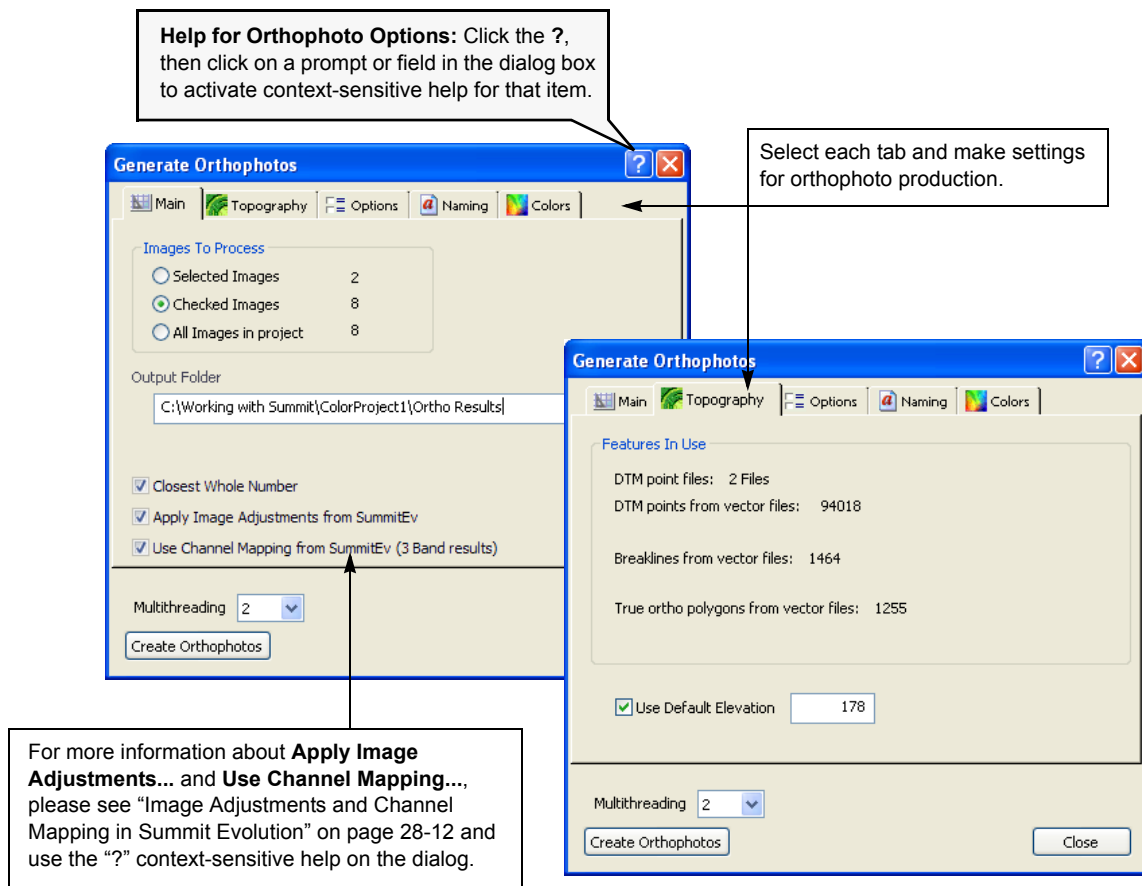 Help for Orthophoto Options: Click the ?,
then click on a prompt or field in the dialog box
to activate context-sensitive help for that item.
Select each tab and make settings
for orthophoto production.
Generate Orthophotos
?
Main Topography Options Naming Colors
Images To Process
Selected Images 2
Checked Images 8
All Images in project 8
Output Folder
C:\Working with Summit\ColorProject1\Ortho Results
Closest Whole Number
Apply Image Adjustments from SummitEv
Use Channel Mapping from SummitEv (3 Band results)
Multithreading 2
Create Orthophotos
Generate Orthophotos
?
Main Topography Options Naming Colors
Features In Use
DTM point files: 2 Files
DTM points from vector files: 94018
Breaklines from vector files: 1464
True ortho polygons from vector files: 1255
Use Default Elevation 178
Multithreading 2
Create Orthophotos Close
For more information about Apply Image
Adjustments... and Use Channel Mapping...,
please see “Image Adjustments and Channel
Mapping in Summit Evolution” on page 28-12 and
use the “?” context-sensitive help on the dialog.